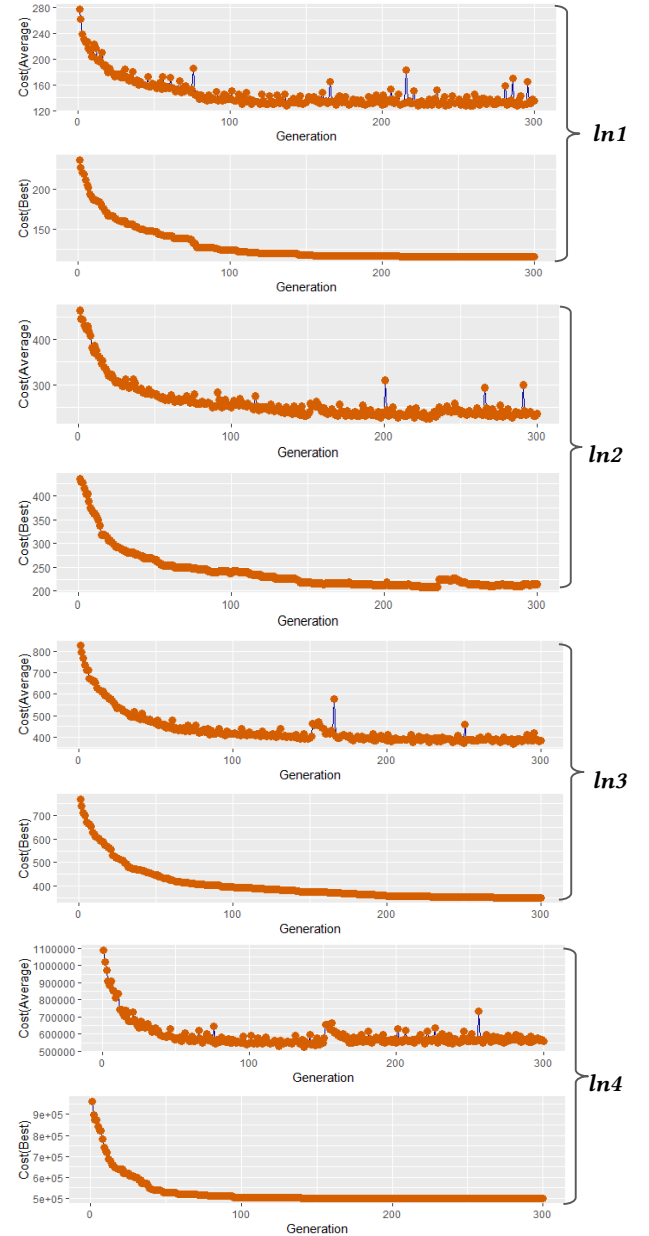 280
240
200
160
120
Cost(Average)
0 100 200 300
Generation
ln1
200
150
Cost(Best)
0 100 200 300
Generation
400
300
Cost(Average)
0 100 200 300
Generation
ln2
400
350
300
250
200
Cost(Best)
0 100 200 300
Generation
800
700
600
500
400
Cost(Average)
0 100 200 300
Generation
ln3
700
600
500
400
Cost(Best)
0 100 200 300
Generation
1100000
1000000
900000
800000
700000
600000
500000
Cost(Average)
0 100 200 300
Generation
ln4
9e+05
8e+05
7e+05
6e+05
5e+05
Cost(Best)
0 100 200 300
Generation